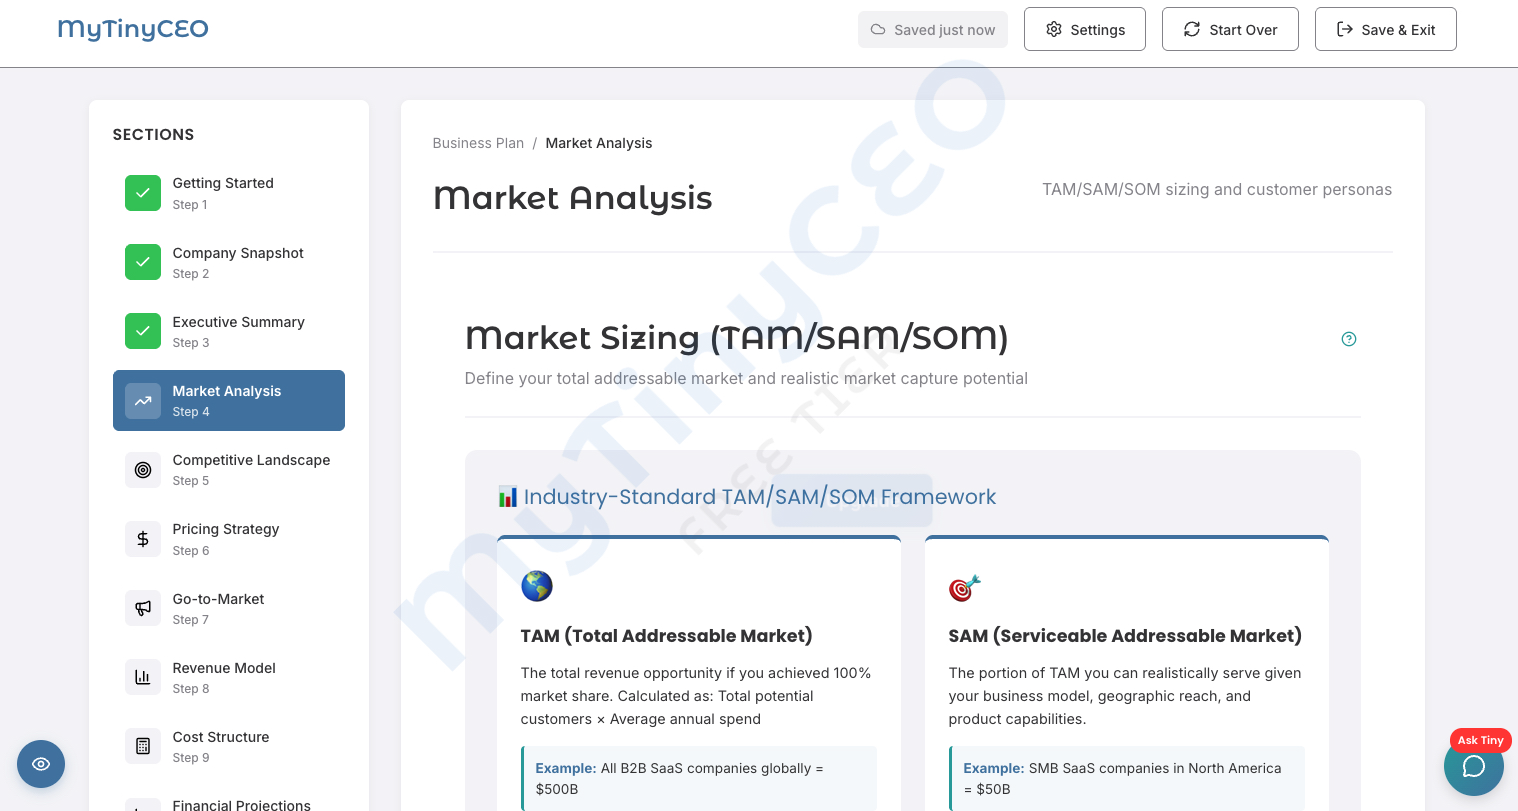 MyTinyCEO
Saved just now
Settings
Start Over
Save & Exit
SECTIONS
Getting Started
Step 1
Company Snapshot
Step 2
Executive Summary
Step 3
Market Analysis
Step 4
Competitive Landscape
Step 5
Pricing Strategy
Step 6
Go-to-Market
Step 7
Revenue Model
Step 8
Cost Structure
Step 9
Financial Projections
Business Plan / Market Analysis
Market Analysis
TAM/SAM/SOM sizing and customer personas
Market Sizing (TAM/SAM/SOM)
Define your total addressable market and realistic market capture potential
Industry-Standard TAM/SAM/SOM Framework
TAM (Total Addressable Market)
The total revenue opportunity if you achieved 100%
market share. Calculated as: Total potential
customers × Average annual spend
Example: All B2B SaaS companies globally =
$500B
SAM (Serviceable Addressable Market)
The portion of TAM you can realistically serve given
your business model, geographic reach, and
product capabilities.
Example: SMB SaaS companies in North America
= $50B
MyTinyCEO
FREE TIER
Ask Tiny